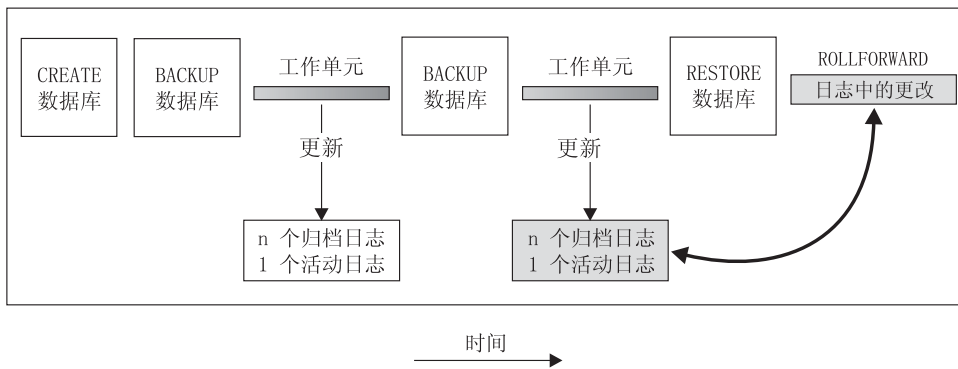 CREATE
数据库
BACKUP
数据库
工作单元
更新
n 个归档日志
1 个活动日志
BACKUP
数据库
工作单元
更新
n 个归档日志
1 个活动日志
RESTORE
数据库
ROLLFORWARD
日志中的更改
时间